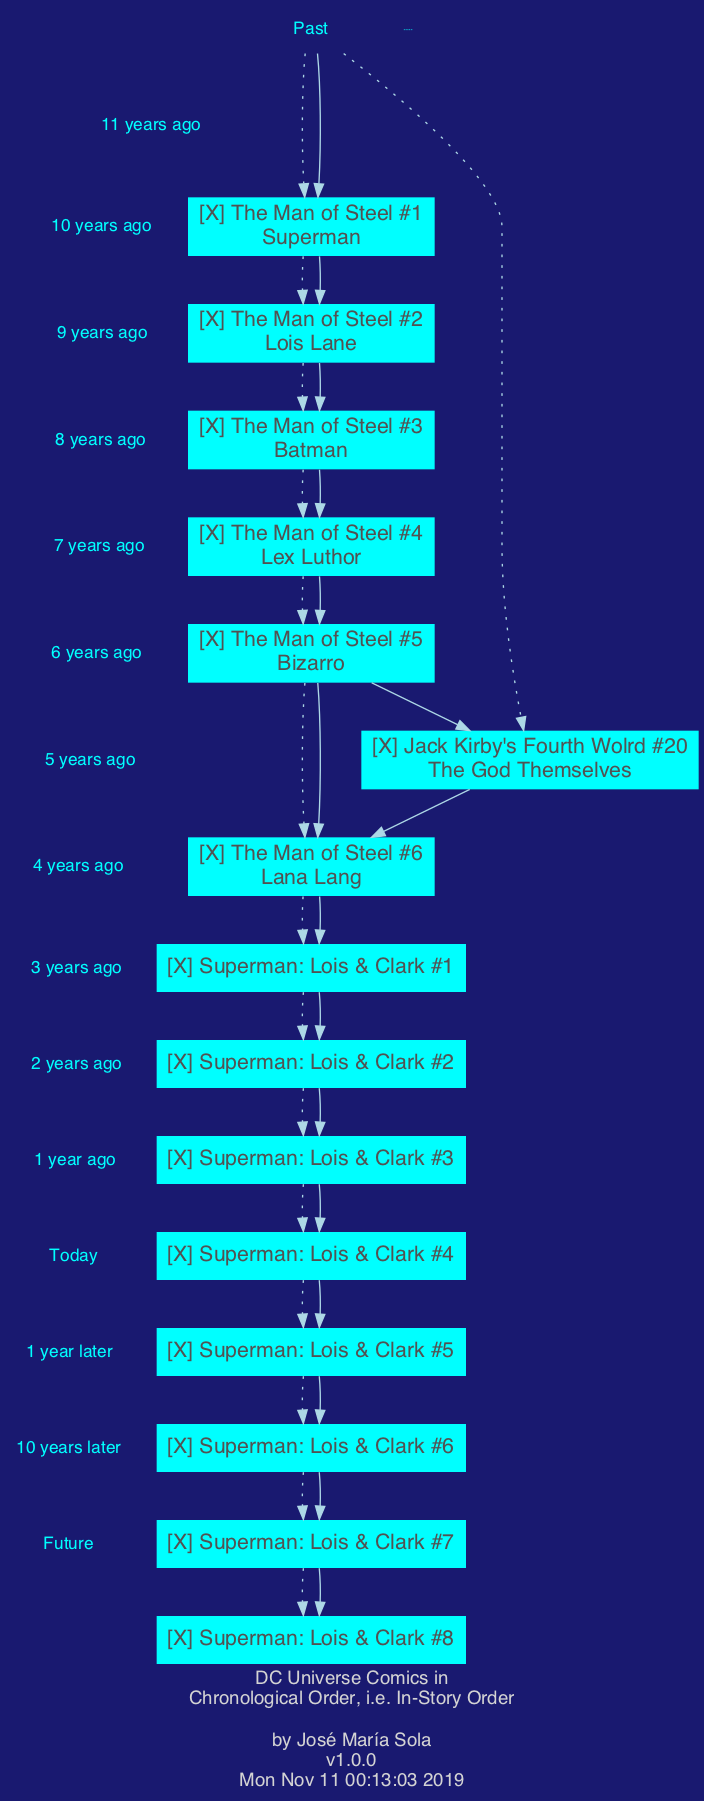 Past
11 years ago
10 years ago
[X] The Man of Steel #1
Superman
9 years ago
[X] The Man of Steel #2
Lois Lane
8 years ago
[X] The Man of Steel #3
Batman
7 years ago
[X] The Man of Steel #4
Lex Luthor
6 years ago
[X] The Man of Steel #5
Bizarro
5 years ago
[X] Jack Kirby's Fourth Wolrd #20
The God Themselves
4 years ago
[X] The Man of Steel #6
Lana Lang
3 years ago
[X] Superman: Lois & Clark #1
2 years ago
[X] Superman: Lois & Clark #2
1 year ago
[X] Superman: Lois & Clark #3
Today
[X] Superman: Lois & Clark #4
1 year later
[X] Superman: Lois & Clark #5
10 years later
[X] Superman: Lois & Clark #6
Future
[X] Superman: Lois & Clark #7
[X] Superman: Lois & Clark #8
DC Universe Comics in
Chronological Order, i.e. In-Story Order
by José María Sola
v1.0.0
Mon Nov 11 00:13:03 2019